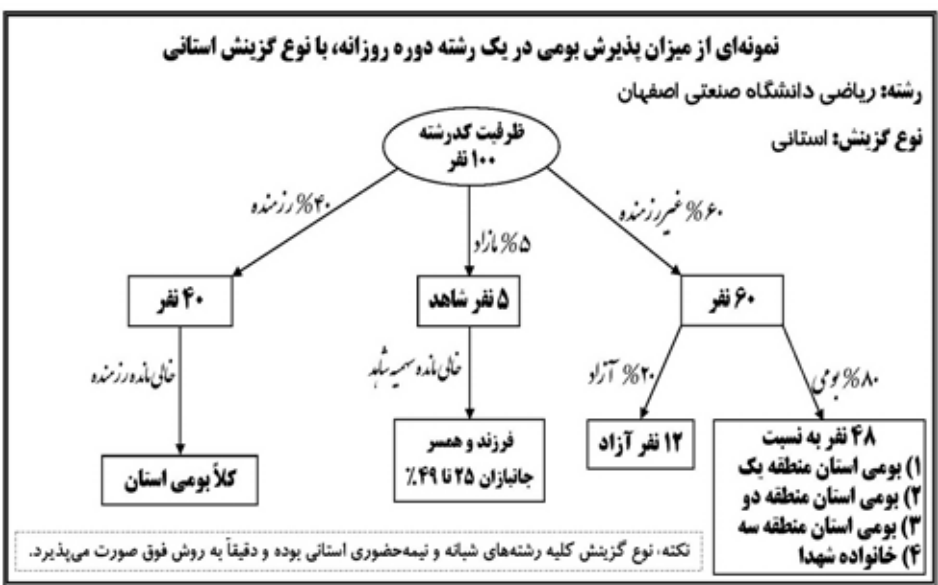 نمونه‌ای از میزان پذیرش بومی در یک رشته دوره روزانه، با نوع گزینش استانی
رشته: ریاضی دانشگاه صنعتی اصفهان
نوع گزینش: استانی
ظرفیت کدرشته
۱۰۰ نفر
۶۰% غیررزمنده
۵% مازاد
۴۰% رزمنده
۶۰ نفر
۵ نفر شاهد
۴۰ نفر
۸۰% بومی
۲۰% آزاد
خالی مانده سهمیه شاهد
خالی مانده رزمنده
۴۸ نفر به نسبت
۱) بومی استان منطقه یک
۲) بومی استان منطقه دو
۳) بومی استان منطقه سه
۴) خانواده شهدا
۱۲ نفر آزاد
فرزند و همسر
جانبازان ۲۵ تا ۴۹٪
کلاً بومی استان
نکته: نوع گزینش کلیه رشته‌های شبانه و نیمه‌حضوری استانی بوده و دقیقاً به روش فوق صورت می‌پذیرد.